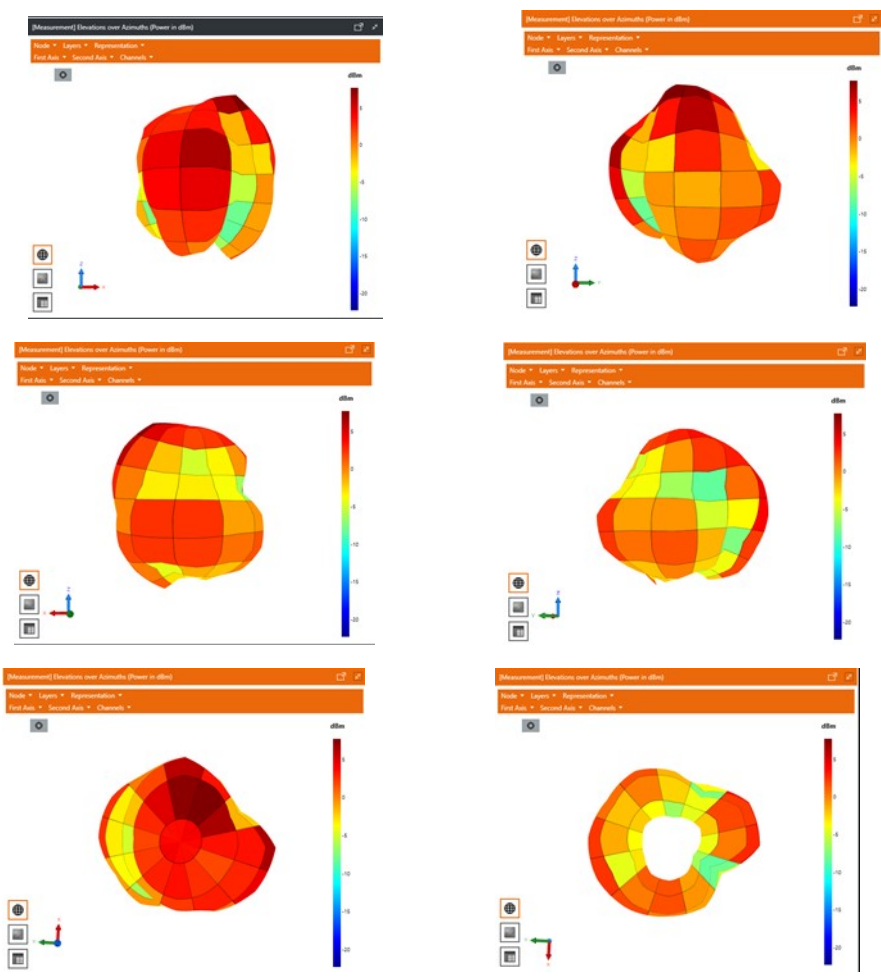 [Measurement] Elevations over Azimuths (Power in dBm)
Node Layers Representation
First Axis Second Axis Channels
dBm
5
0
-5
-10
-15
-20
Z
[Measurement] Elevations over Azimuths (Power in dBm)
Node Layers Representation
First Axis Second Axis Channels
dBm
5
0
-5
-10
-15
-20
Z
[Measurement] Elevations over Azimuths (Power in dBm)
Node Layers Representation
First Axis Second Axis Channels
dBm
5
0
-5
-10
-15
-20
Z
[Measurement] Elevations over Azimuths (Power in dBm)
Node Layers Representation
First Axis Second Axis Channels
dBm
5
0
-5
-10
-15
-20
[Measurement] Elevations over Azimuths (Power in dBm)
Node Layers Representation
First Axis Second Axis Channels
dBm
5
0
-5
-10
-15
-20
[Measurement] Elevations over Azimuths (Power in dBm)
Node Layers Representation
First Axis Second Axis Channels
dBm
5
0
-5
-10
-15
-20